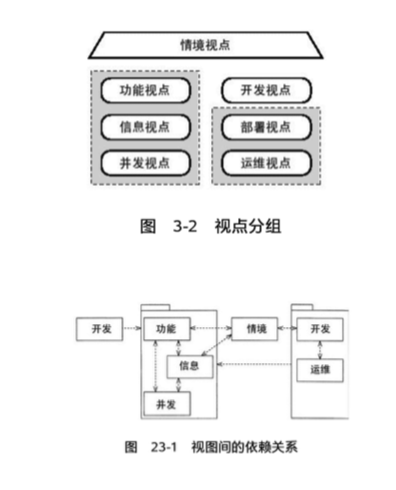 情境视点
功能视点 开发视点
信息视点 部署视点
并发视点 运维视点
图 3-2 视点分组
开发 功能 情境 开发
信息 运维
并发
图 23-1 视图间的依赖关系